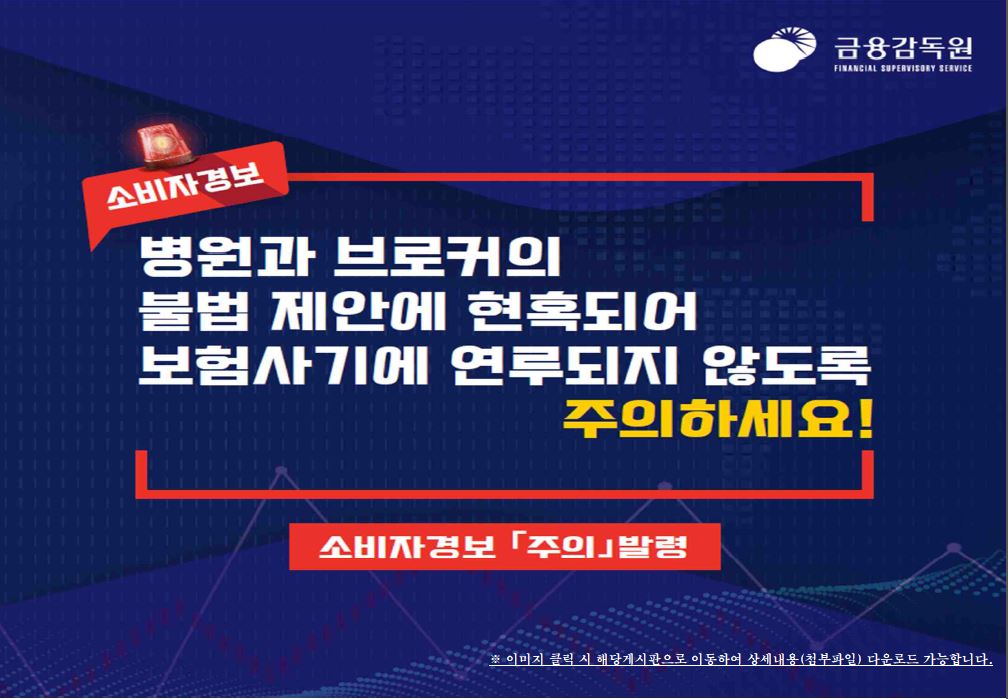 금융감독원
FINANCIAL SUPERVISORY SERVICE
소비자경보
병원과 브로커의
불법 제안에 현혹되어
보험사기에 연루되지 않도록
주의하세요!
소비자경보 「주의」발령
※ 이미지 클릭 시 해당게시판으로 이동하여 상세내용(첨부파일) 다운로드 가능합니다.